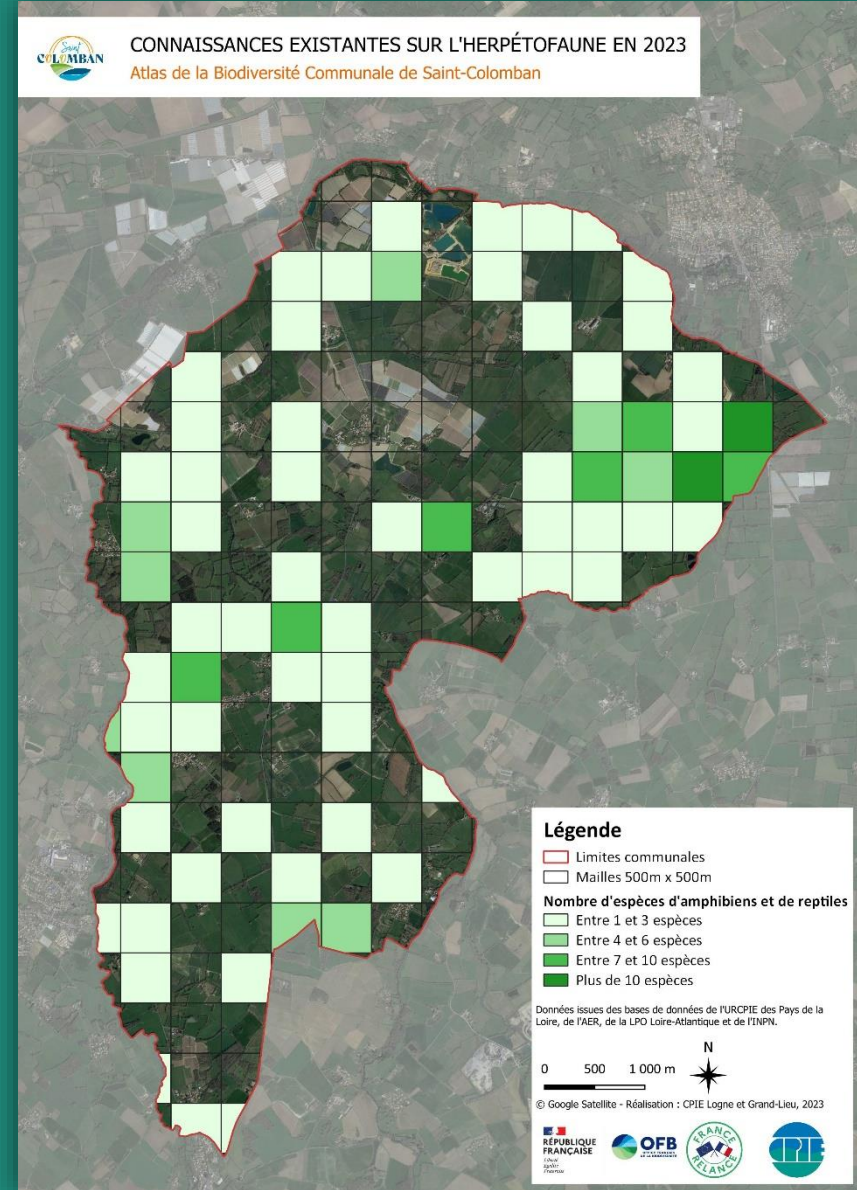 Saint
COLOMBAN
CONNAISSANCES EXISTANTES SUR L'HERPÉTOFAUNE EN 2023
Atlas de la Biodiversité Communale de Saint-Colomban
Légende
Limites communales
Mailles 500m x 500m
Nombre d'espèces d'amphibiens et de reptiles
Entre 1 et 3 espèces
Entre 4 et 6 espèces
Entre 7 et 10 espèces
Plus de 10 espèces
Données issues des bases de données de l'URCPIE des Pays de la
Loire, de l'AER, de la LPO Loire-Atlantique et de l'INPN.
N
0 500 1 000 m
© Google Satellite - Réalisation : CPIE Logne et Grand-Lieu, 2023
RÉPUBLIQUE
FRANÇAISE
Liberté
Égalité
Fraternité
OFB
FRANCE
RELANCE
CPIE